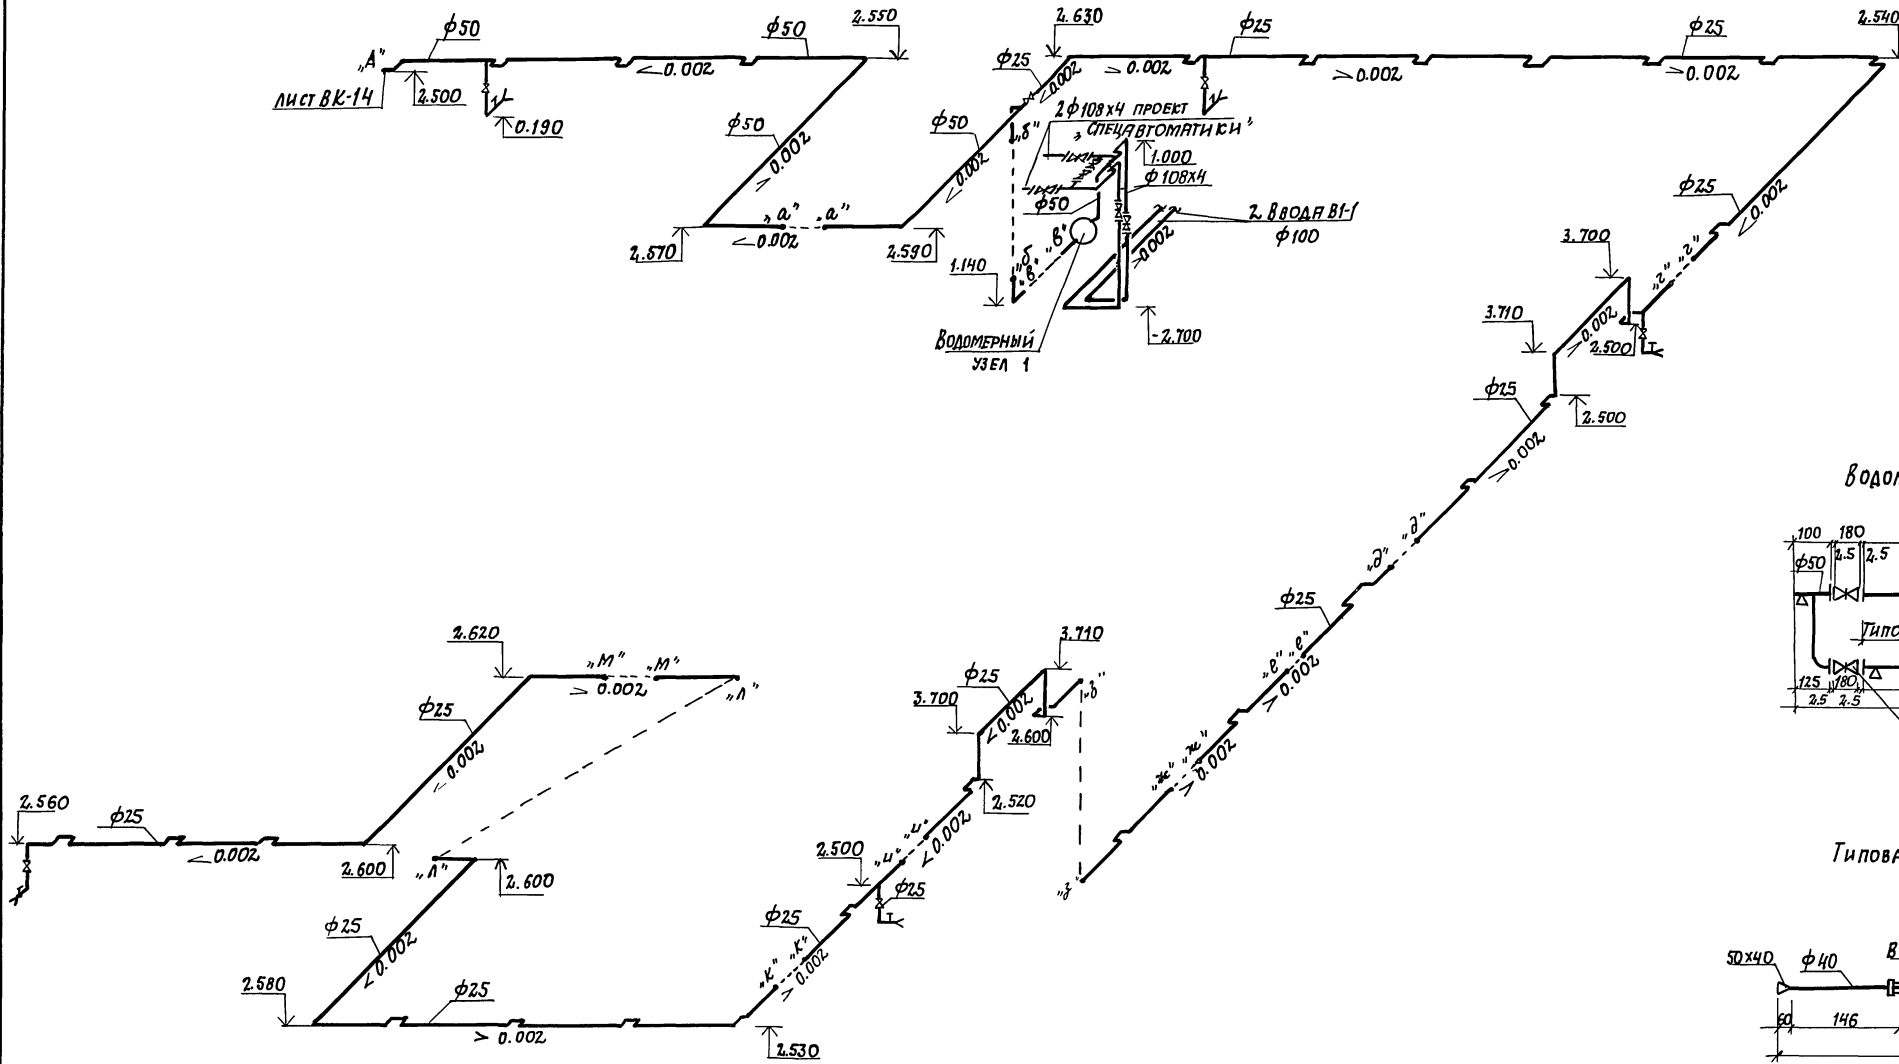 „А"
ф50
ф50
2.550
лист ВК-14
2.500
<0.002
0.190
ф50
>0.002
„а" „а"
<0.002
2.570
2.590
ф50
<0.002
2.630
ф25
<0.002
>0.002
ф25
>0.002
ф25
>0.002
2.540
2ф108х4 ПРОЕКТ
„СПЕЦАВТОМАТИКИ"
„б"
1.000
ф108х4
ф50
„в"
2 ВВОДА В1-1
ф100
>0.002
„б"
„в"
1.140
-2.700
ВОДОМЕРНЫЙ
УЗЕЛ 1
ф25
<0.002
„г" „г"
3.700
3.710
>0.002
2.500
2.500
ф25
>0.002
„д" „д"
ф25
„е" „е"
>0.002
„ж" „ж"
>0.002
„з"
100 180
2.5 2.5
ф50
125 180
2.5 2.5
50х40 ф40
60 146
2.620
„М" „М"
>0.002
„Л"
ф25
<0.002
2.560
ф25
<0.002
2.600
„Л"
2.600
ф25
<0.002
2.580
ф25
>0.002
2.530
3.710
ф25
3.700
<0.002
2.600
2.520
<0.002
„и" „и"
2.500
ф25
ф25
„К" „К"
>0.002